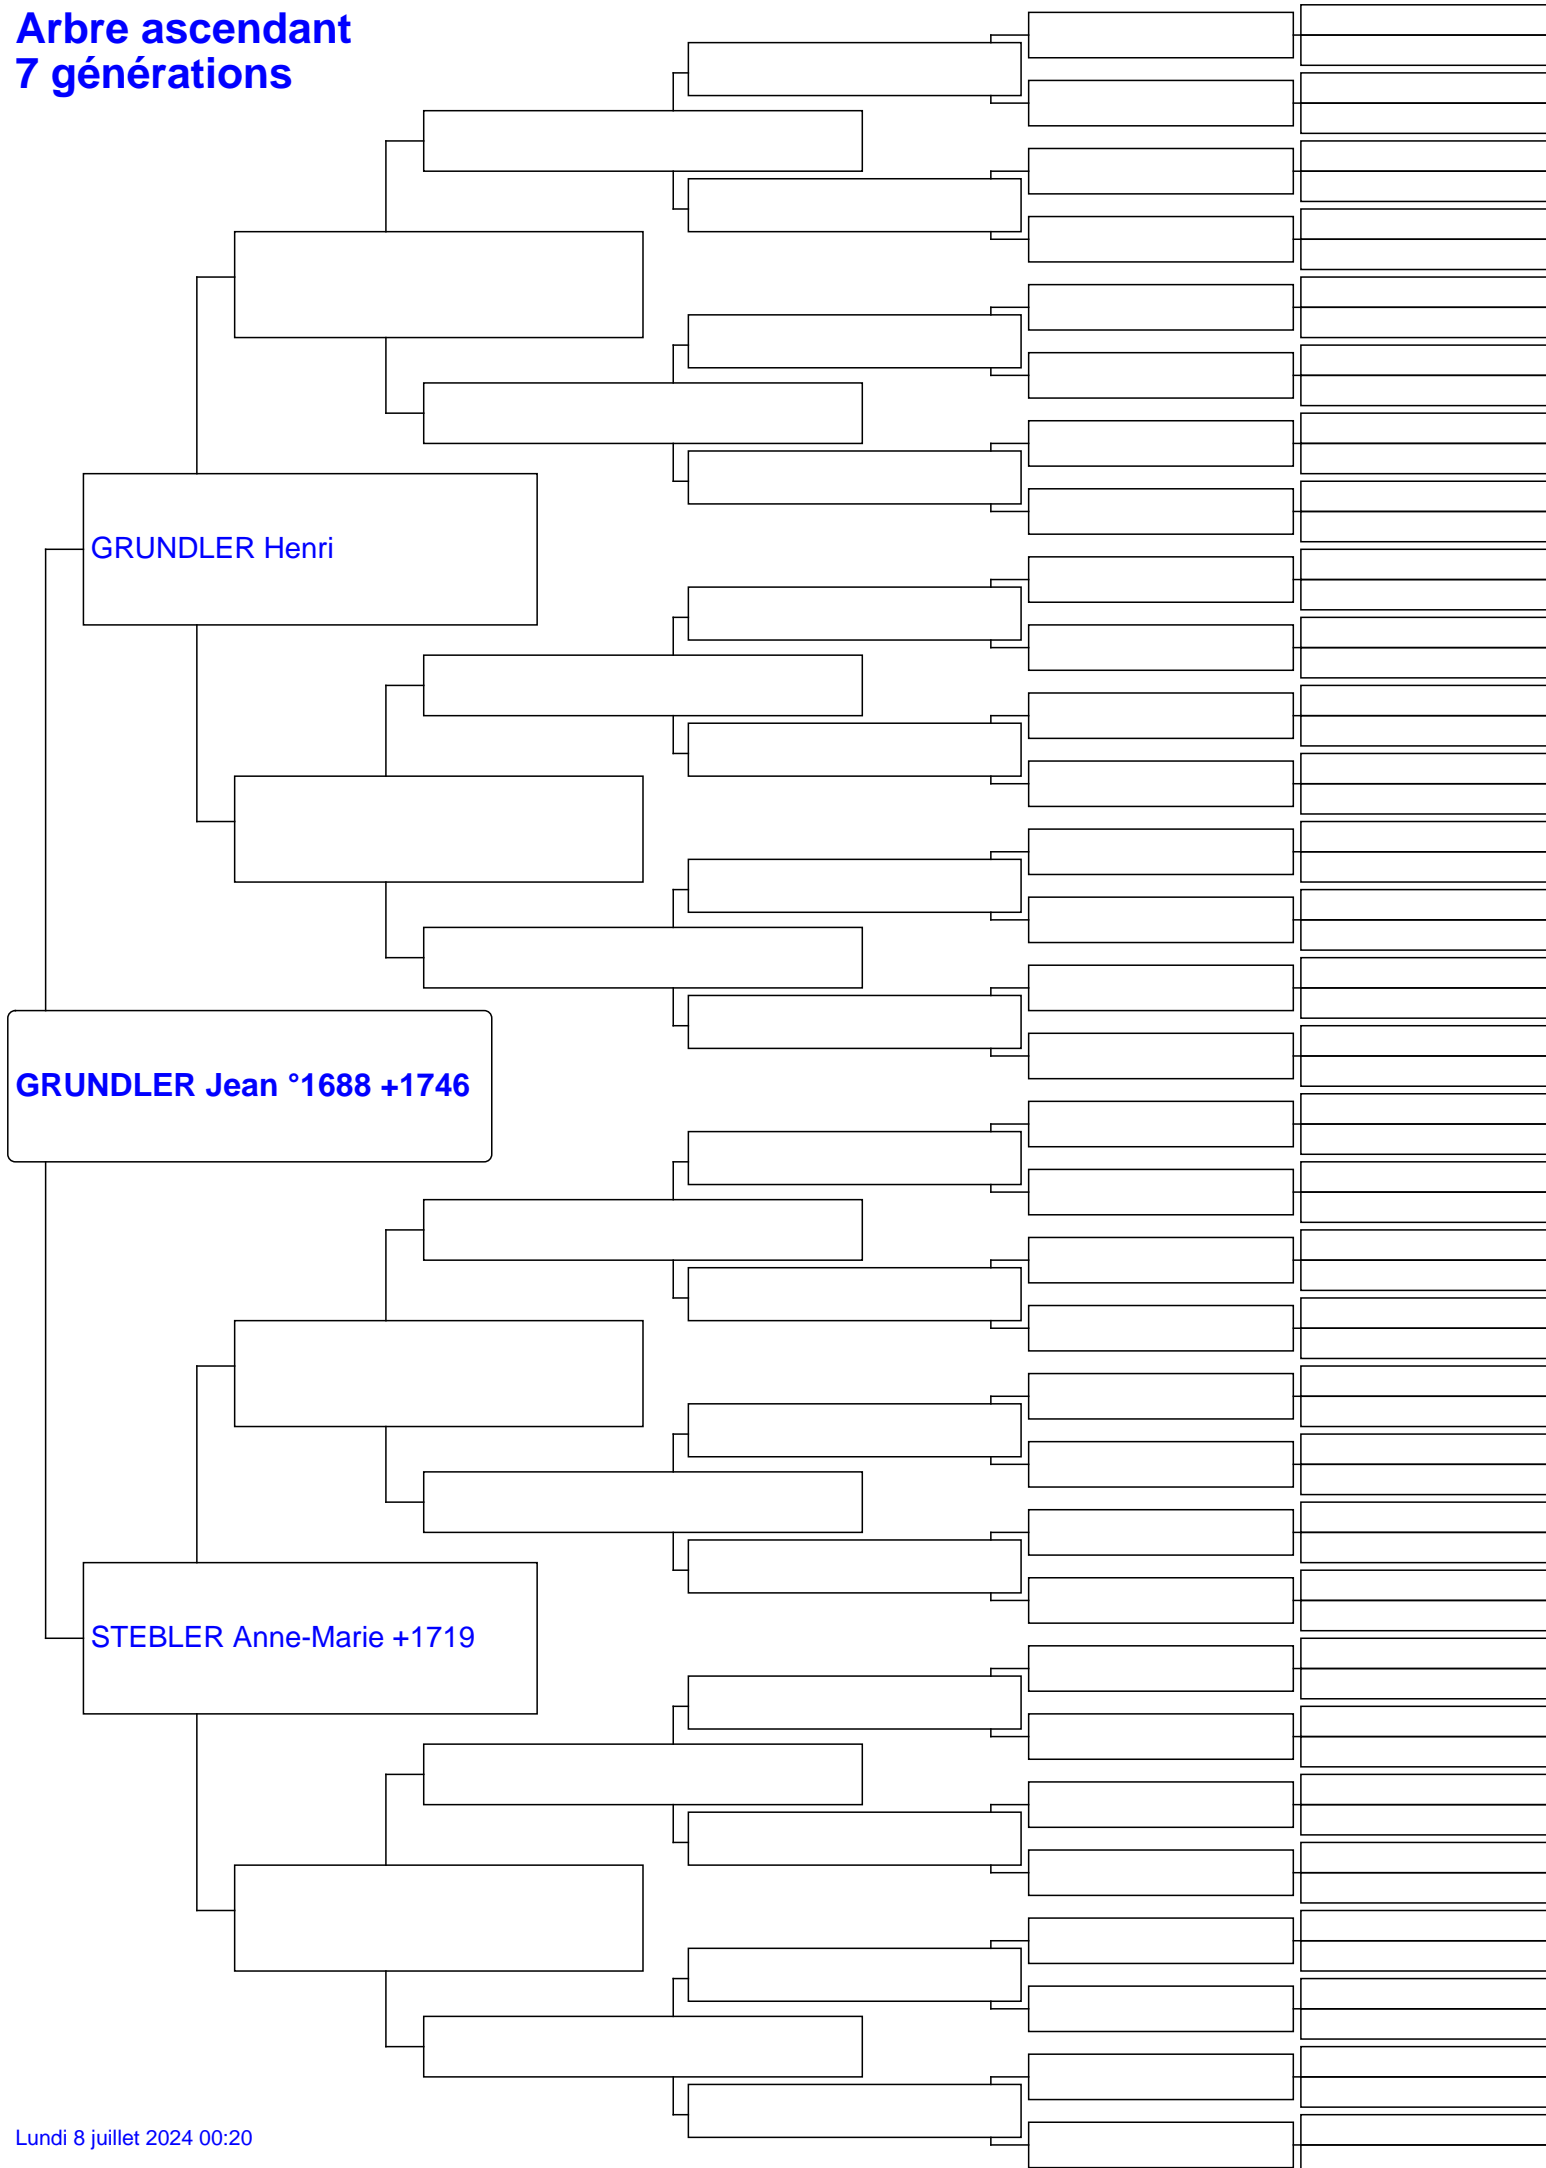 Arbre ascendant
7 générations
GRUNDLER Henri
GRUNDLER Jean °1688 +1746
STEBLER Anne-Marie +1719
Lundi 8 juillet 2024 00:20